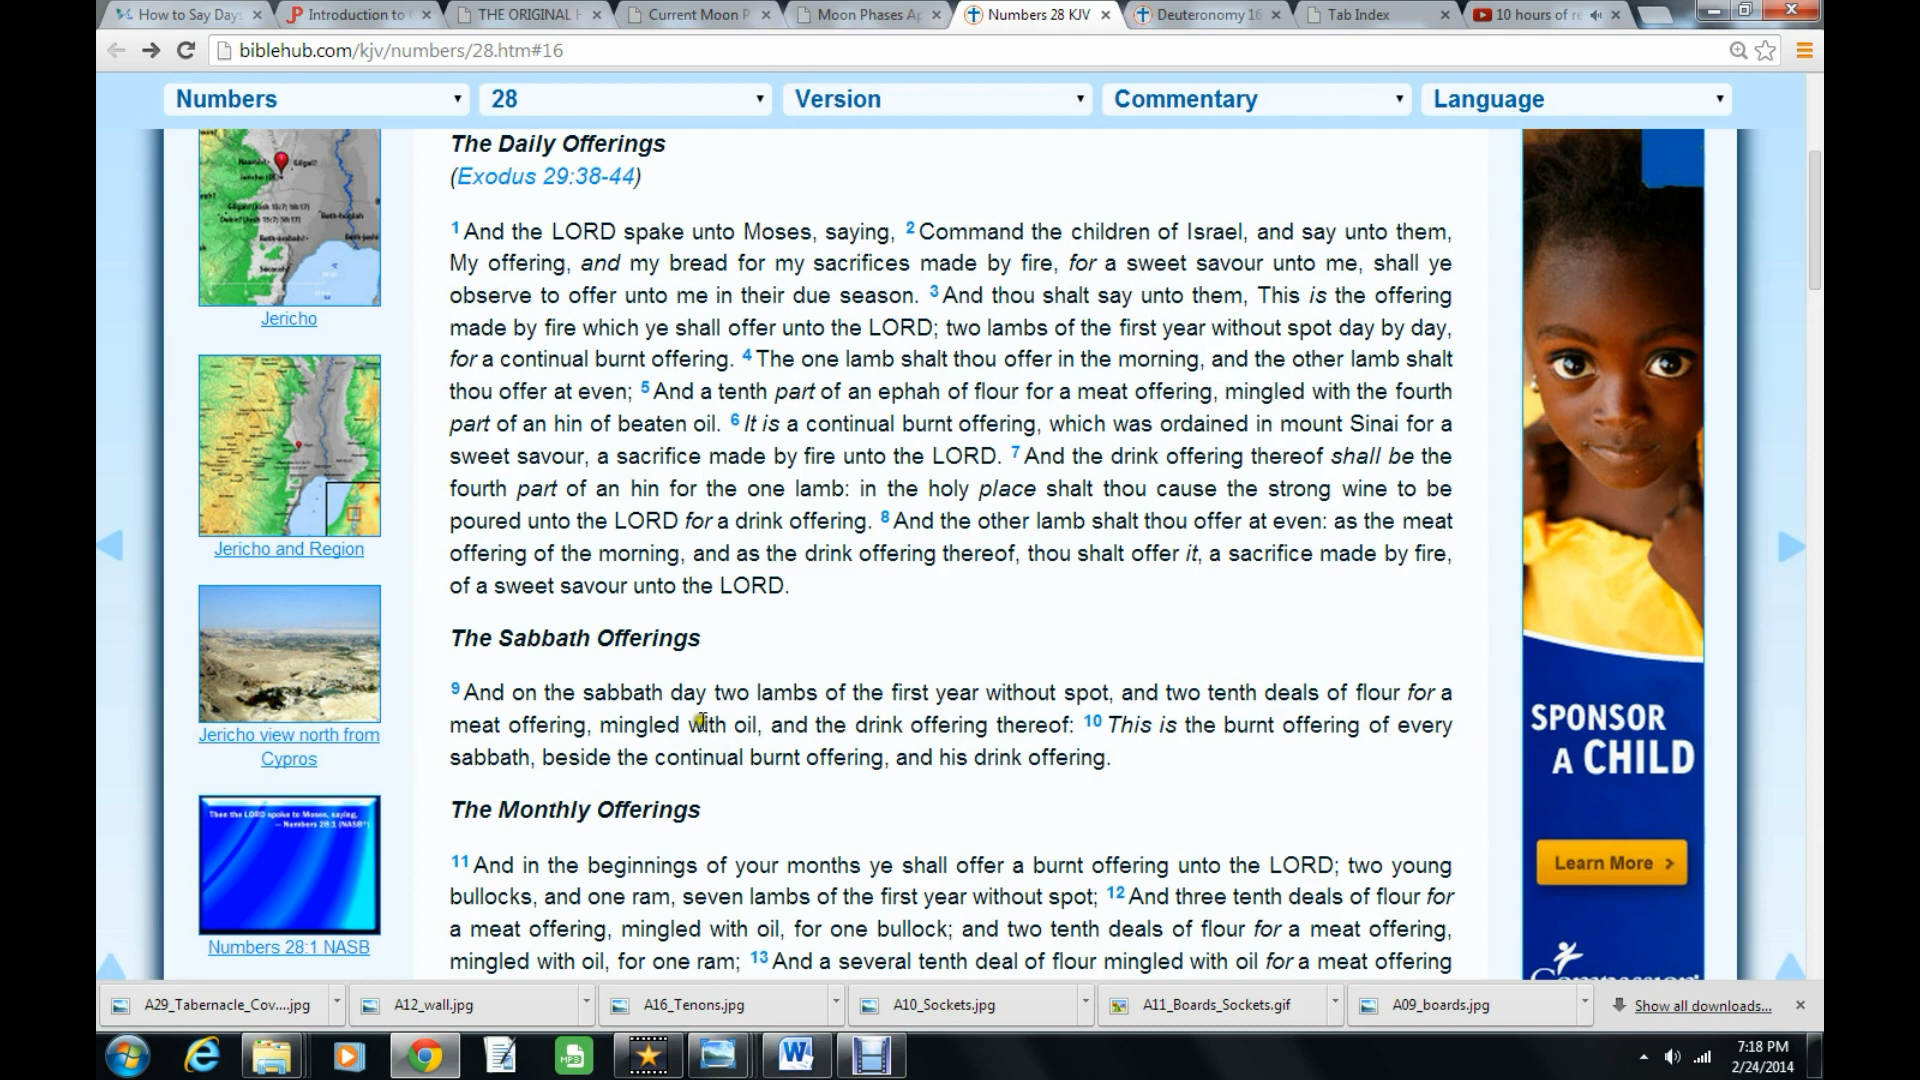 How to Say Days
Introduction to
THE ORIGINAL
Current Moon P
Moon Phases Ap
Numbers 28 KJV
Deuteronomy 16
Tab Index
10 hours of re
biblehub.com/kjv/numbers/28.htm#16
Numbers
28
Version
Commentary
Language
Jericho
Jericho and Region
Jericho view north from
Cypros
Then the LORD spoke to Moses, saying,
-- Numbers 28:1 (NASB®)
Numbers 28:1 NASB
The Daily Offerings
(Exodus 29:38-44)
1 And the LORD spake unto Moses, saying, 2 Command the children of Israel, and say unto them,
My offering, and my bread for my sacrifices made by fire, for a sweet savour unto me, shall ye
observe to offer unto me in their due season. 3 And thou shalt say unto them, This is the offering
made by fire which ye shall offer unto the LORD; two lambs of the first year without spot day by day,
for a continual burnt offering. 4 The one lamb shalt thou offer in the morning, and the other lamb shalt
thou offer at even; 5 And a tenth part of an ephah of flour for a meat offering, mingled with the fourth
part of an hin of beaten oil. 6 It is a continual burnt offering, which was ordained in mount Sinai for a
sweet savour, a sacrifice made by fire unto the LORD. 7 And the drink offering thereof shall be the
fourth part of an hin for the one lamb: in the holy place shalt thou cause the strong wine to be
poured unto the LORD for a drink offering. 8 And the other lamb shalt thou offer at even: as the meat
offering of the morning, and as the drink offering thereof, thou shalt offer it, a sacrifice made by fire,
of a sweet savour unto the LORD.
The Sabbath Offerings
9 And on the sabbath day two lambs of the first year without spot, and two tenth deals of flour for a
meat offering, mingled with oil, and the drink offering thereof: 10 This is the burnt offering of every
sabbath, beside the continual burnt offering, and his drink offering.
The Monthly Offerings
11 And in the beginnings of your months ye shall offer a burnt offering unto the LORD; two young
bullocks, and one ram, seven lambs of the first year without spot; 12 And three tenth deals of flour for
a meat offering, mingled with oil, for one bullock; and two tenth deals of flour for a meat offering,
mingled with oil, for one ram; 13 And a several tenth deal of flour mingled with oil for a meat offering
SPONSOR
A CHILD
Learn More >
Compassion
A29_Tabernacle_Cov....jpg
A12_wall.jpg
A16_Tenons.jpg
A10_Sockets.jpg
A11_Boards_Sockets.gif
A09_boards.jpg
Show all downloads...
MP3
7:18 PM
2/24/2014